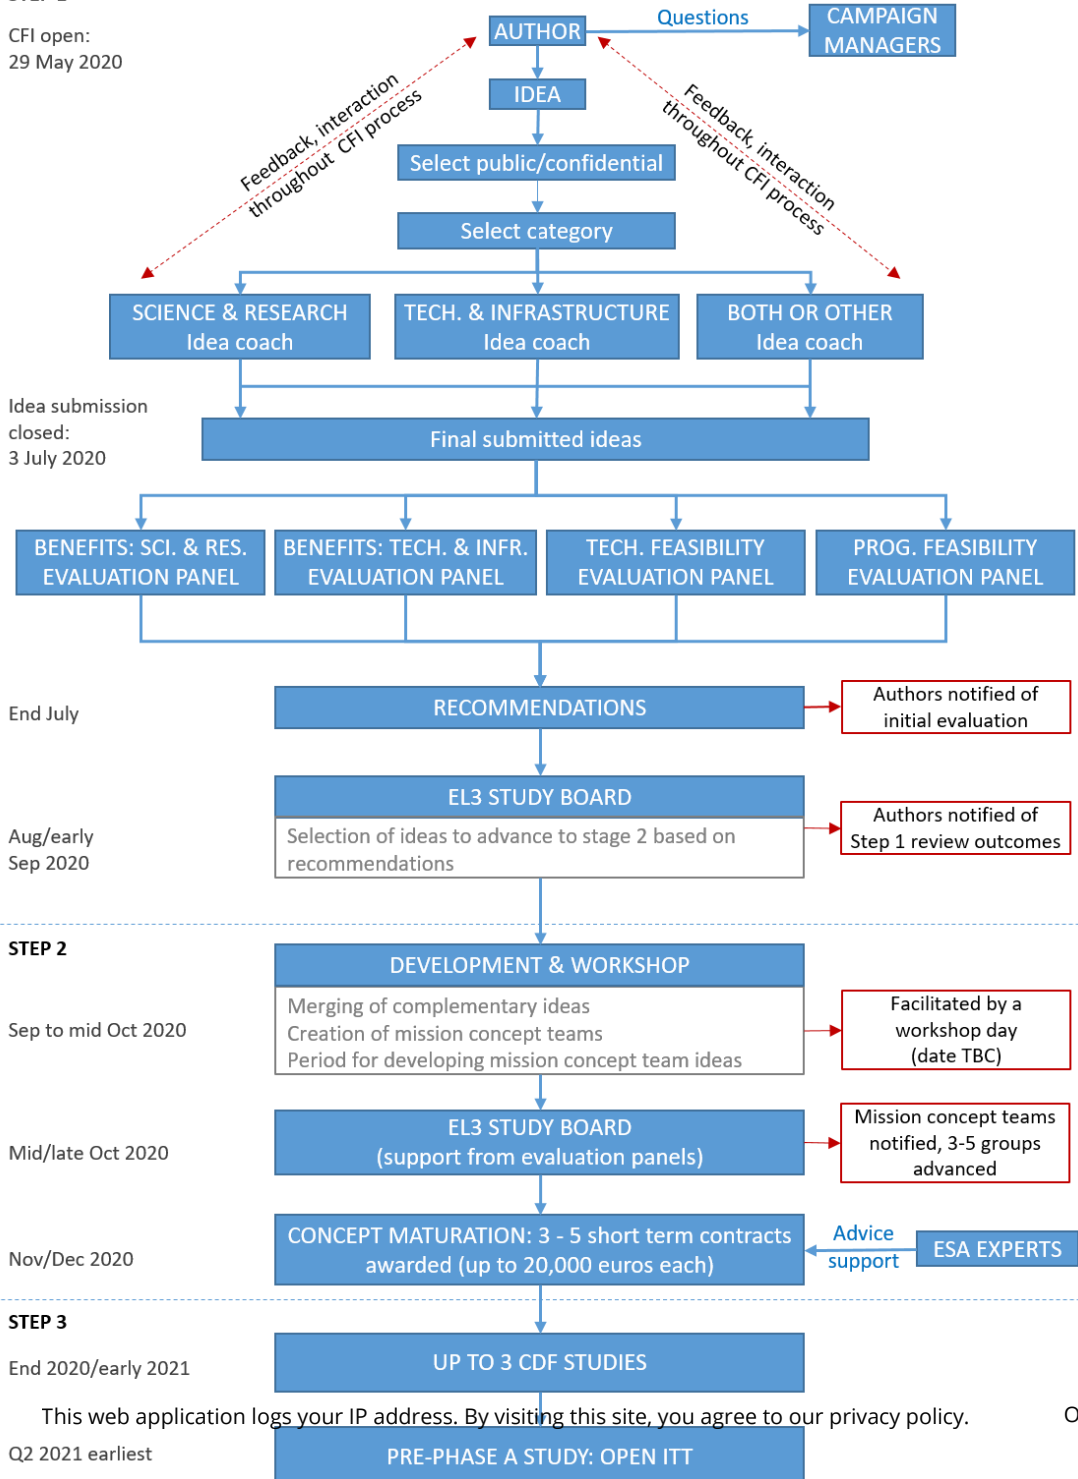 CFI open:
29 May 2020
AUTHOR
Questions
CAMPAIGN
MANAGERS
IDEA
Feedback, interaction
throughout CFI process
Feedback, interaction
throughout CFI process
Select public/confidential
Select category
SCIENCE & RESEARCH
Idea coach
TECH. & INFRASTRUCTURE
Idea coach
BOTH OR OTHER
Idea coach
Idea submission
closed:
3 July 2020
Final submitted ideas
BENEFITS: SCI. & RES.
EVALUATION PANEL
BENEFITS: TECH. & INFR.
EVALUATION PANEL
TECH. FEASIBILITY
EVALUATION PANEL
PROG. FEASIBILITY
EVALUATION PANEL
End July
RECOMMENDATIONS
Authors notified of
initial evaluation
Aug/early
Sep 2020
EL3 STUDY BOARD
Selection of ideas to advance to stage 2 based on
recommendations
Authors notified of
Step 1 review outcomes
STEP 2
DEVELOPMENT & WORKSHOP
Sep to mid Oct 2020
Merging of complementary ideas
Creation of mission concept teams
Period for developing mission concept team ideas
Facilitated by a
workshop day
(date TBC)
Mid/late Oct 2020
EL3 STUDY BOARD
(support from evaluation panels)
Mission concept teams
notified, 3-5 groups
advanced
Nov/Dec 2020
CONCEPT MATURATION: 3 - 5 short term contracts
awarded (up to 20,000 euros each)
Advice
support
ESA EXPERTS
STEP 3
End 2020/early 2021
UP TO 3 CDF STUDIES
This web application logs your IP address. By visiting this site, you agree to our privacy policy.
O
Q2 2021 earliest
PRE-PHASE A STUDY: OPEN ITT